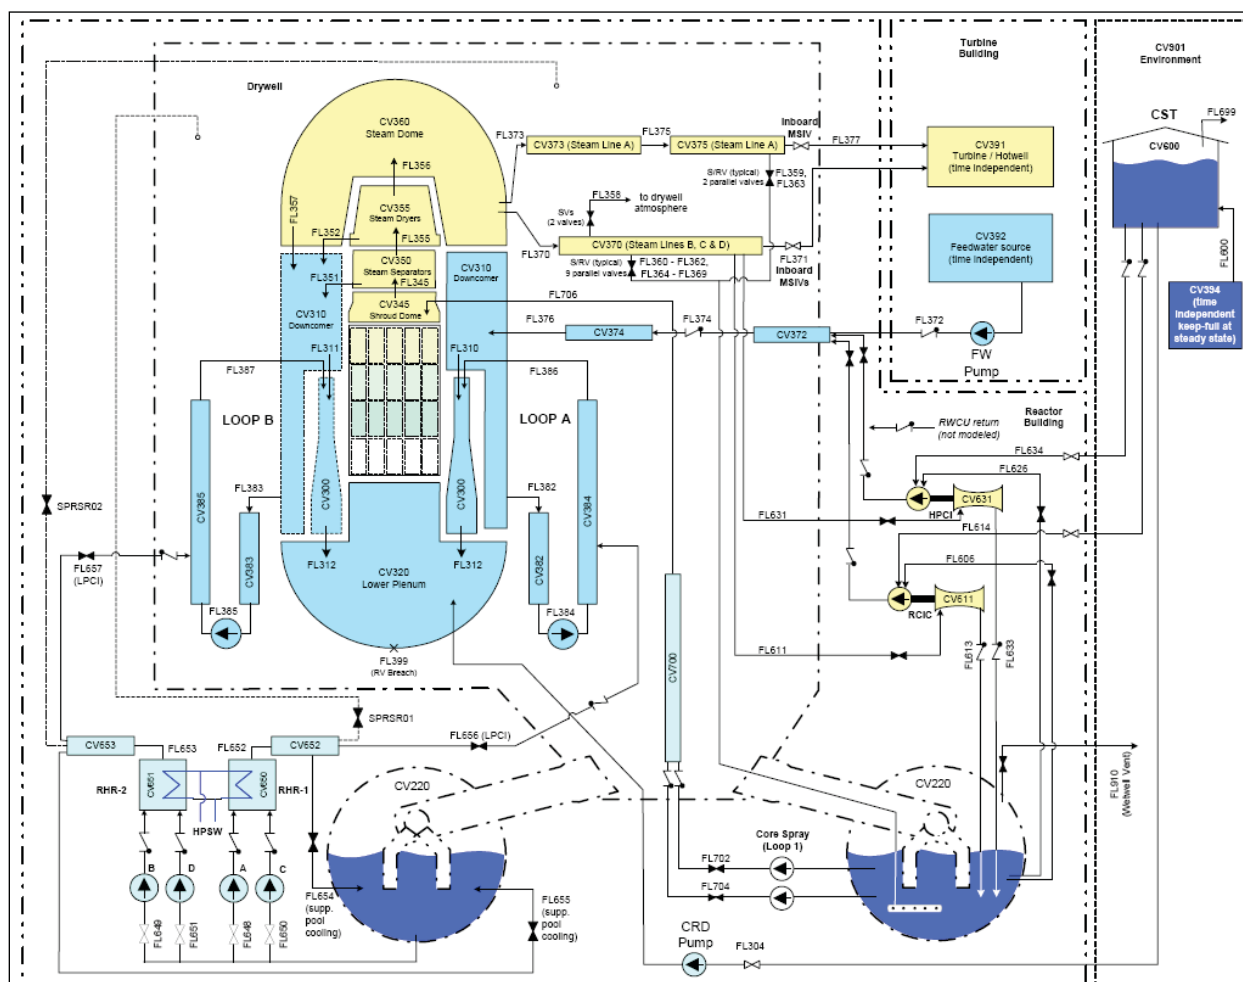 Turbine
Building
CV901
Environment
Drywell
CST
FL699
CV600
CV360
Steam Dome
FL373
FL375
Inboard
MSIV
FL377
CV373 (Steam Line A)
CV375 (Steam Line A)
CV391
Turbine / Hotwell
(time independent)
FL356
FL357
CV355
Steam Dryers
FL352
FL355
S/RV (typical)
2 parallel valves
FL359,
FL363
FL358
to drywell
atmosphere
SVs
(2 valves)
FL370
CV370 (Steam Lines B, C & D)
FL371
Inboard
MSIVs
S/RV (typical)
9 parallel valves
FL360 - FL362,
FL364 - FL369
CV392
Feedwater source
(time independent)
FL600
CV394 (time
independent
keep-full at
steady state)
CV350
Steam Separators
FL351
FL345
CV310
Downcomer
CV310
Downcomer
CV345
Shroud Dome
FL706
FL376
CV374
FL374
CV372
FL372
FW
Pump
FL311
FL310
FL387
FL386
LOOP B
LOOP A
Reactor
Building
RWCU return
(not modeled)
FL634
FL626
CV631
HPCI
FL631
FL614
FL606
CV611
RCIC
FL611
FL613
FL633
SPRSR02
CV385
FL383
CV383
CV300
CV300
FL382
CV384
CV382
FL657
(LPCI)
FL312
FL312
CV320
Lower Plenum
FL385
FL384
FL399
(RV Breach)
CV700
SPRSR01
CV653
FL653
FL652
CV652
FL656 (LPCI)
RHR-2
CV651
CV650
RHR-1
HPSW
CV220
CV220
FL910
(Wetwell Vent)
B
D
A
C
Core Spray
(Loop 1)
FL702
FL704
FL649
FL651
FL648
FL650
FL654
(supp.
pool
cooling)
FL655
(supp.
pool
cooling)
CRD
Pump
FL304